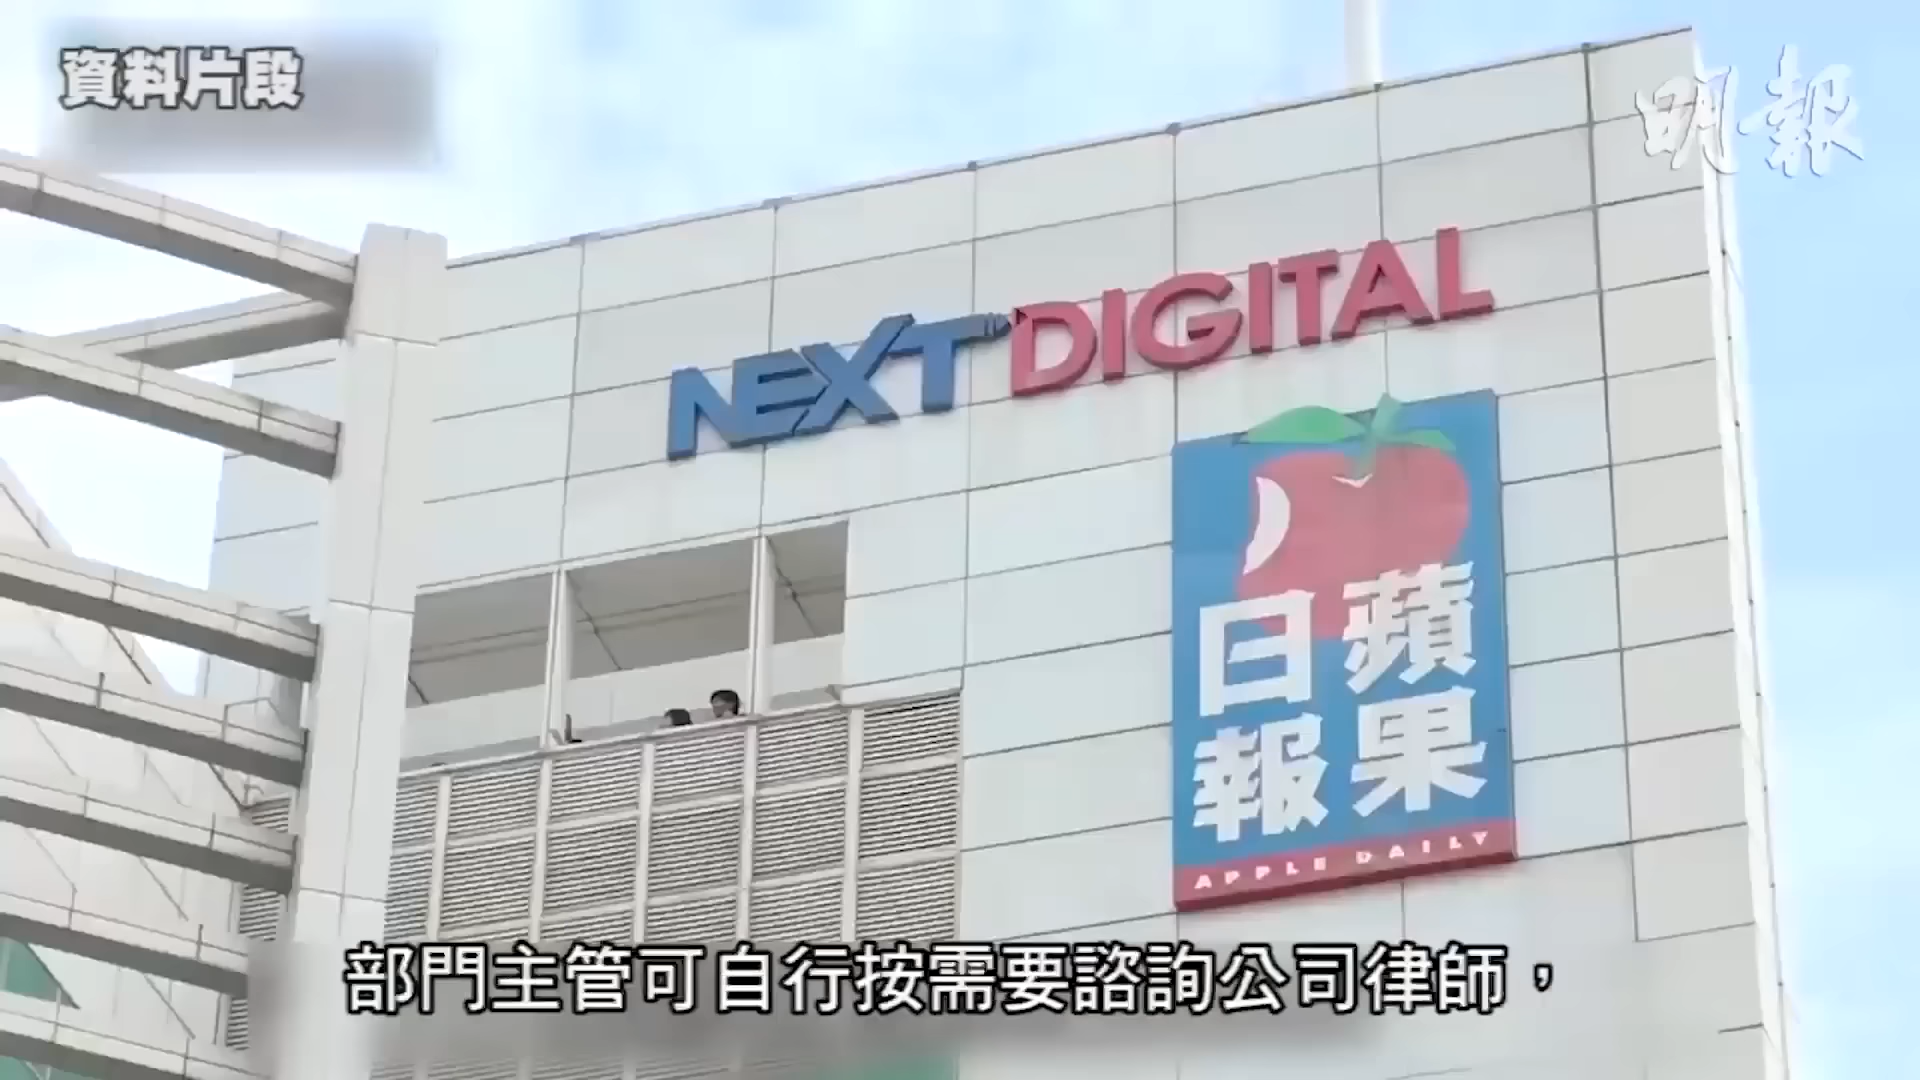 資料片段
明報
NEXT DIGITAL
蘋果
日報
APPLE DAILY
部門主管可自行按需要諮詢公司律師，